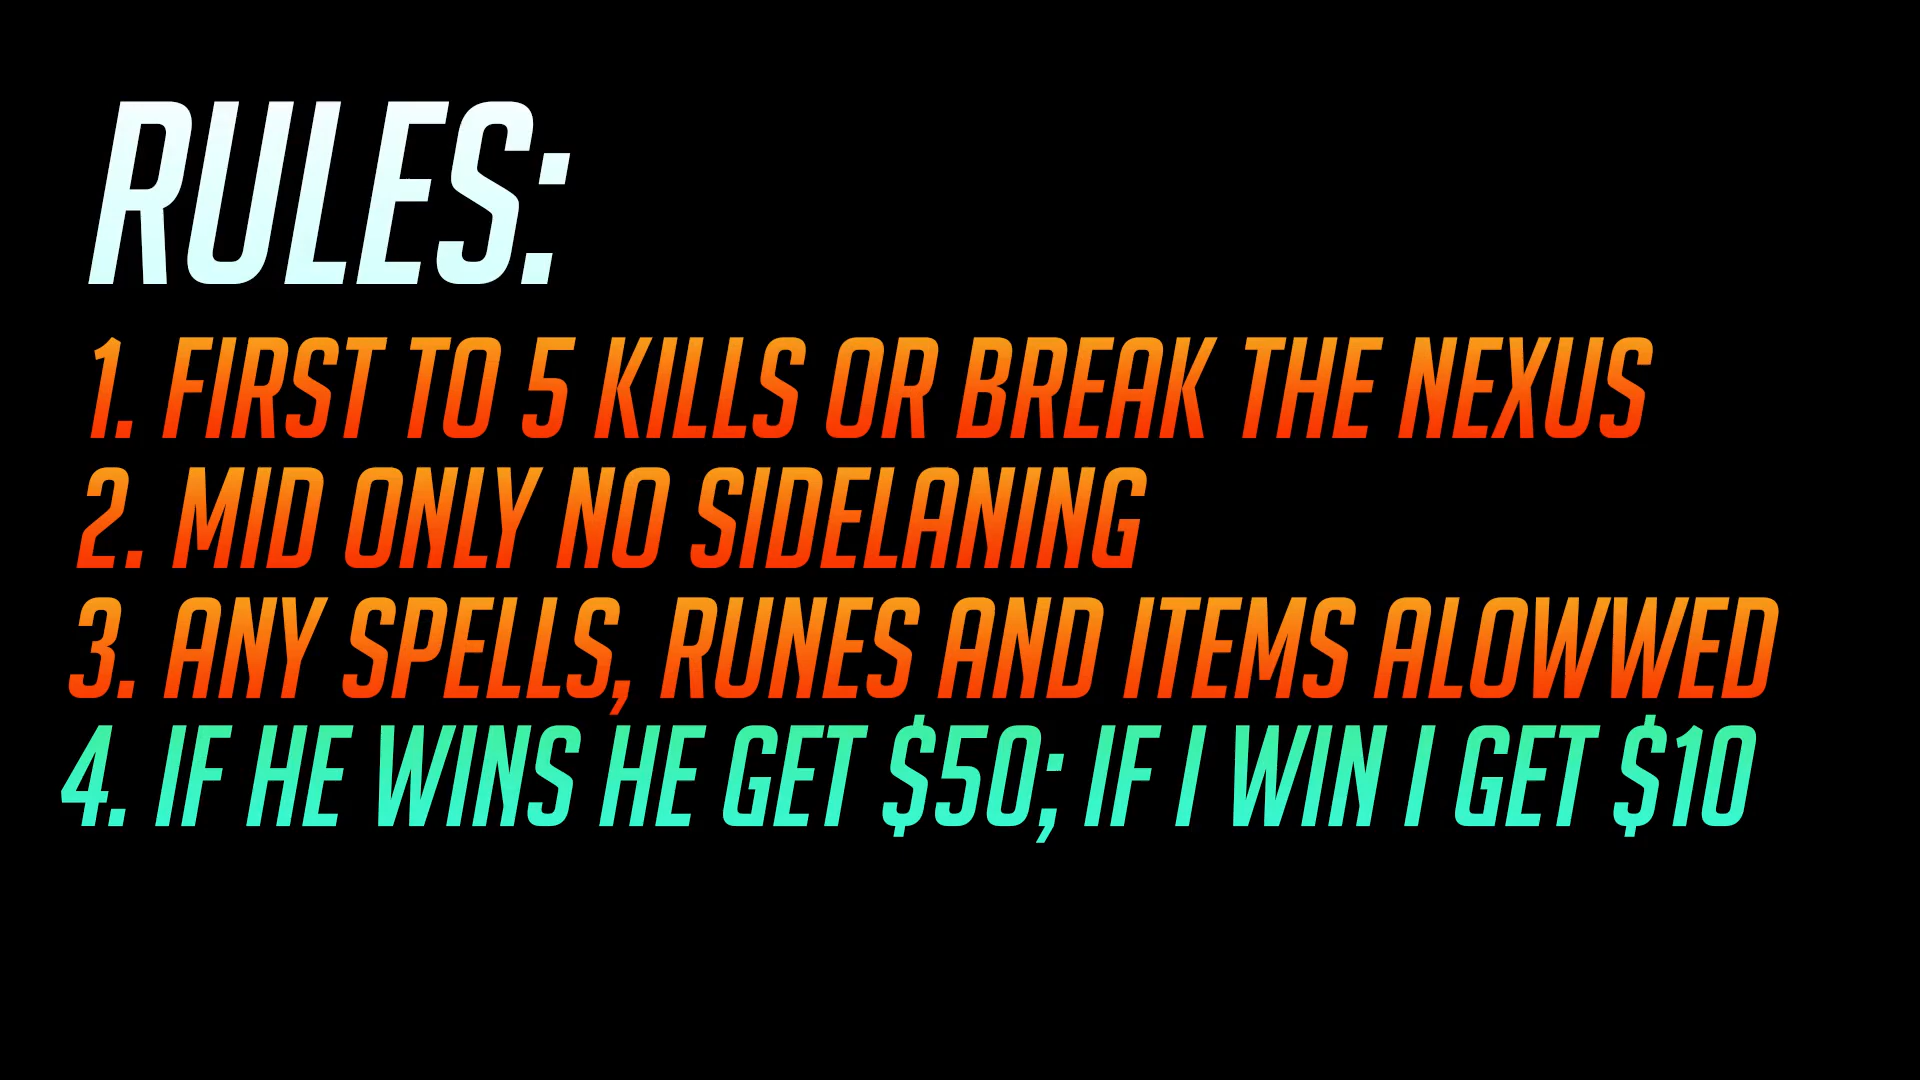 RULES:
1. FIRST TO 5 KILLS OR BREAK THE NEXUS
2. MID ONLY NO SIDELANING
3. ANY SPELLS, RUNES AND ITEMS ALOWWED
4. IF HE WINS HE GET $50; IF I WIN I GET $10